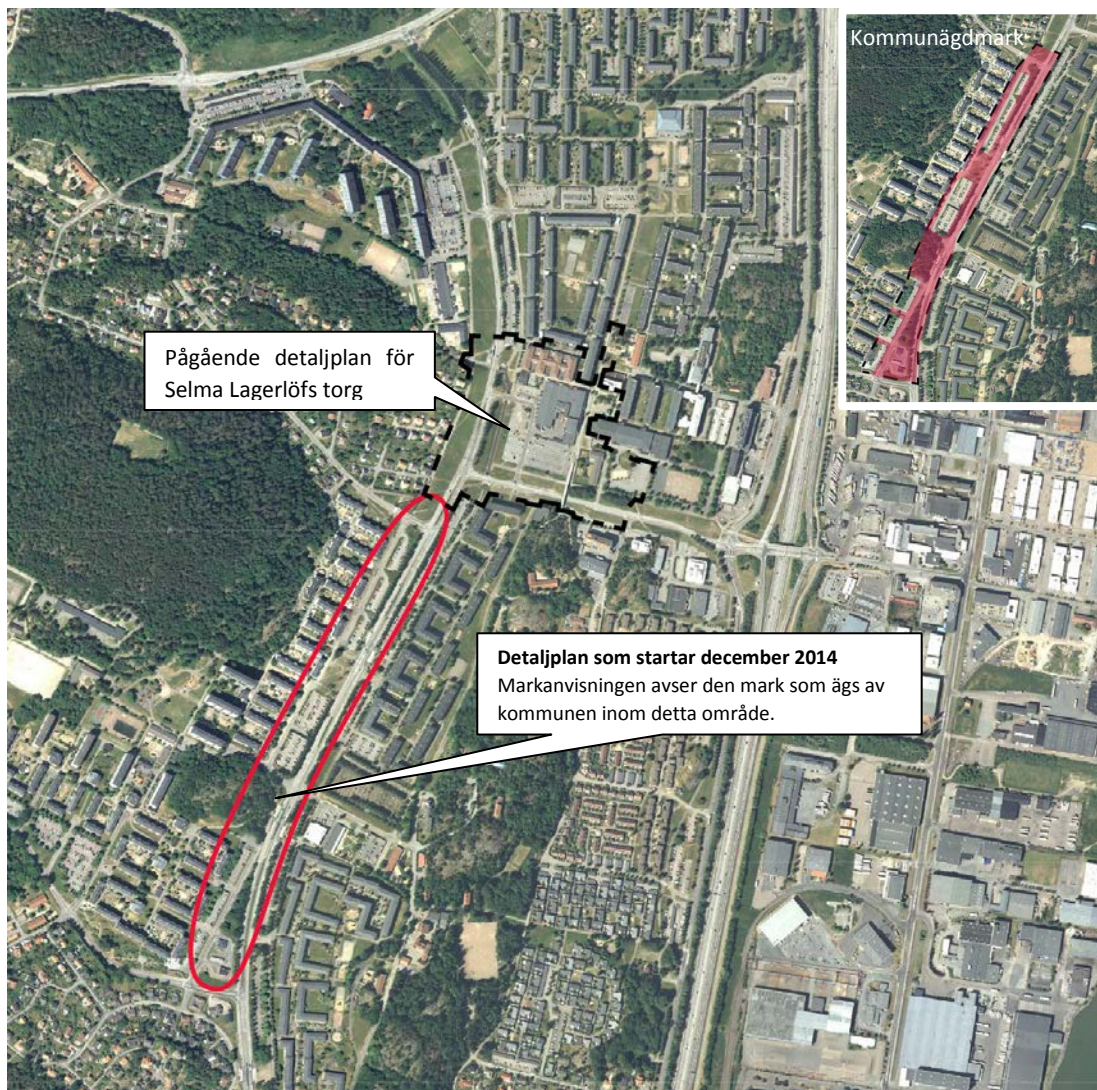 Kommunägdmark
Pågående detaljplan för
Selma Lagerlöfs torg
Detaljplan som startar december 2014
Markanvisningen avser den mark som ägs av
kommunen inom detta område.